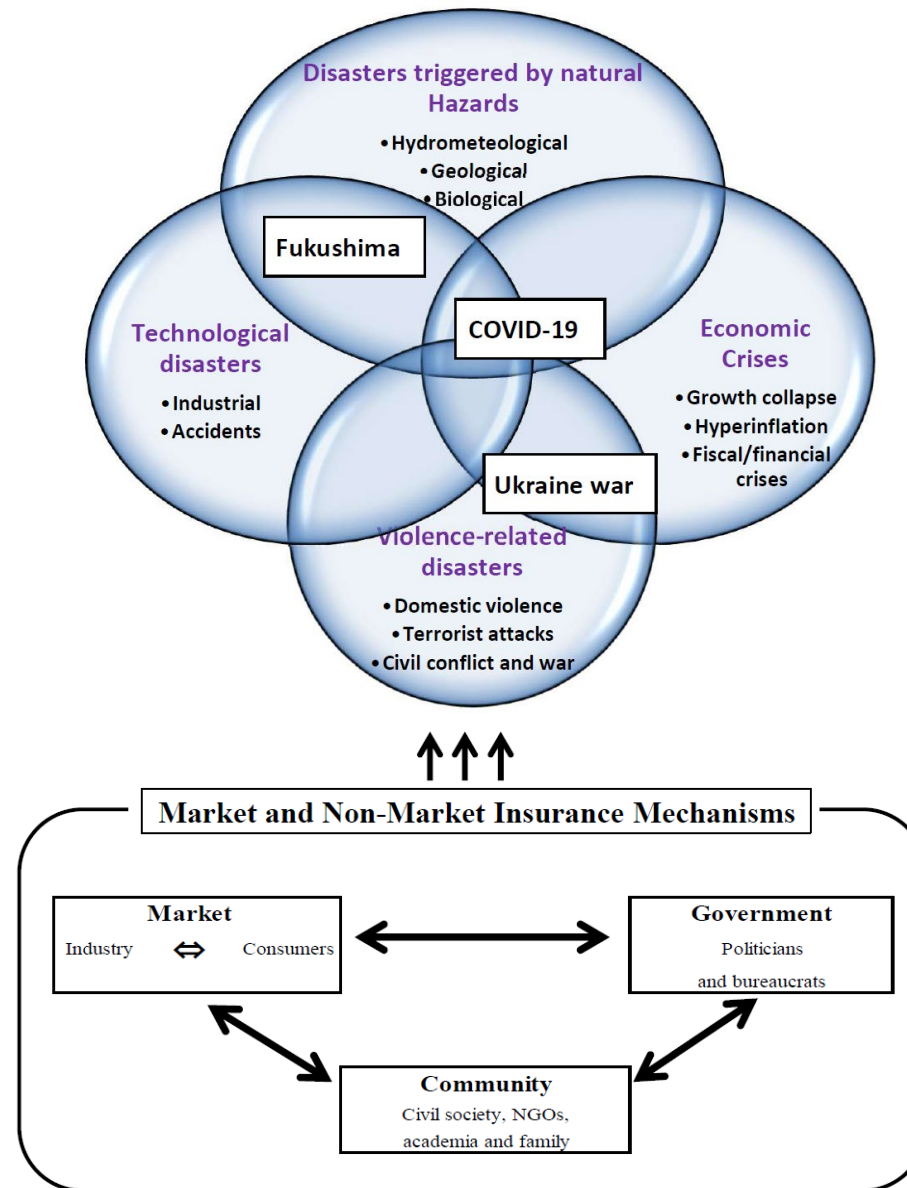 Disasters triggered by natural
Hazards
•Hydrometeological
•Geological
•Biological
Fukushima
COVID-19
Technological
disasters
•Industrial
•Accidents
Economic
Crises
•Growth collapse
•Hyperinflation
•Fiscal/financial
crises
Ukraine war
Violence-related
disasters
•Domestic violence
•Terrorist attacks
•Civil conflict and war
Market and Non-Market Insurance Mechanisms
Market
Industry ⇔ Consumers
Government
Politicians
and bureaucrats
Community
Civil society, NGOs,
academia and family